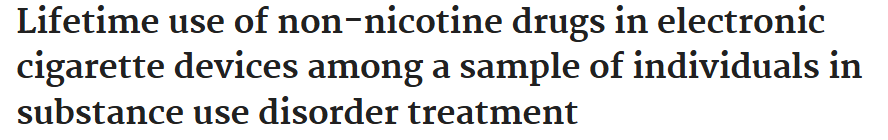 Lifetime use of non-nicotine drugs in electronic
cigarette devices among a sample of individuals in
substance use disorder treatment